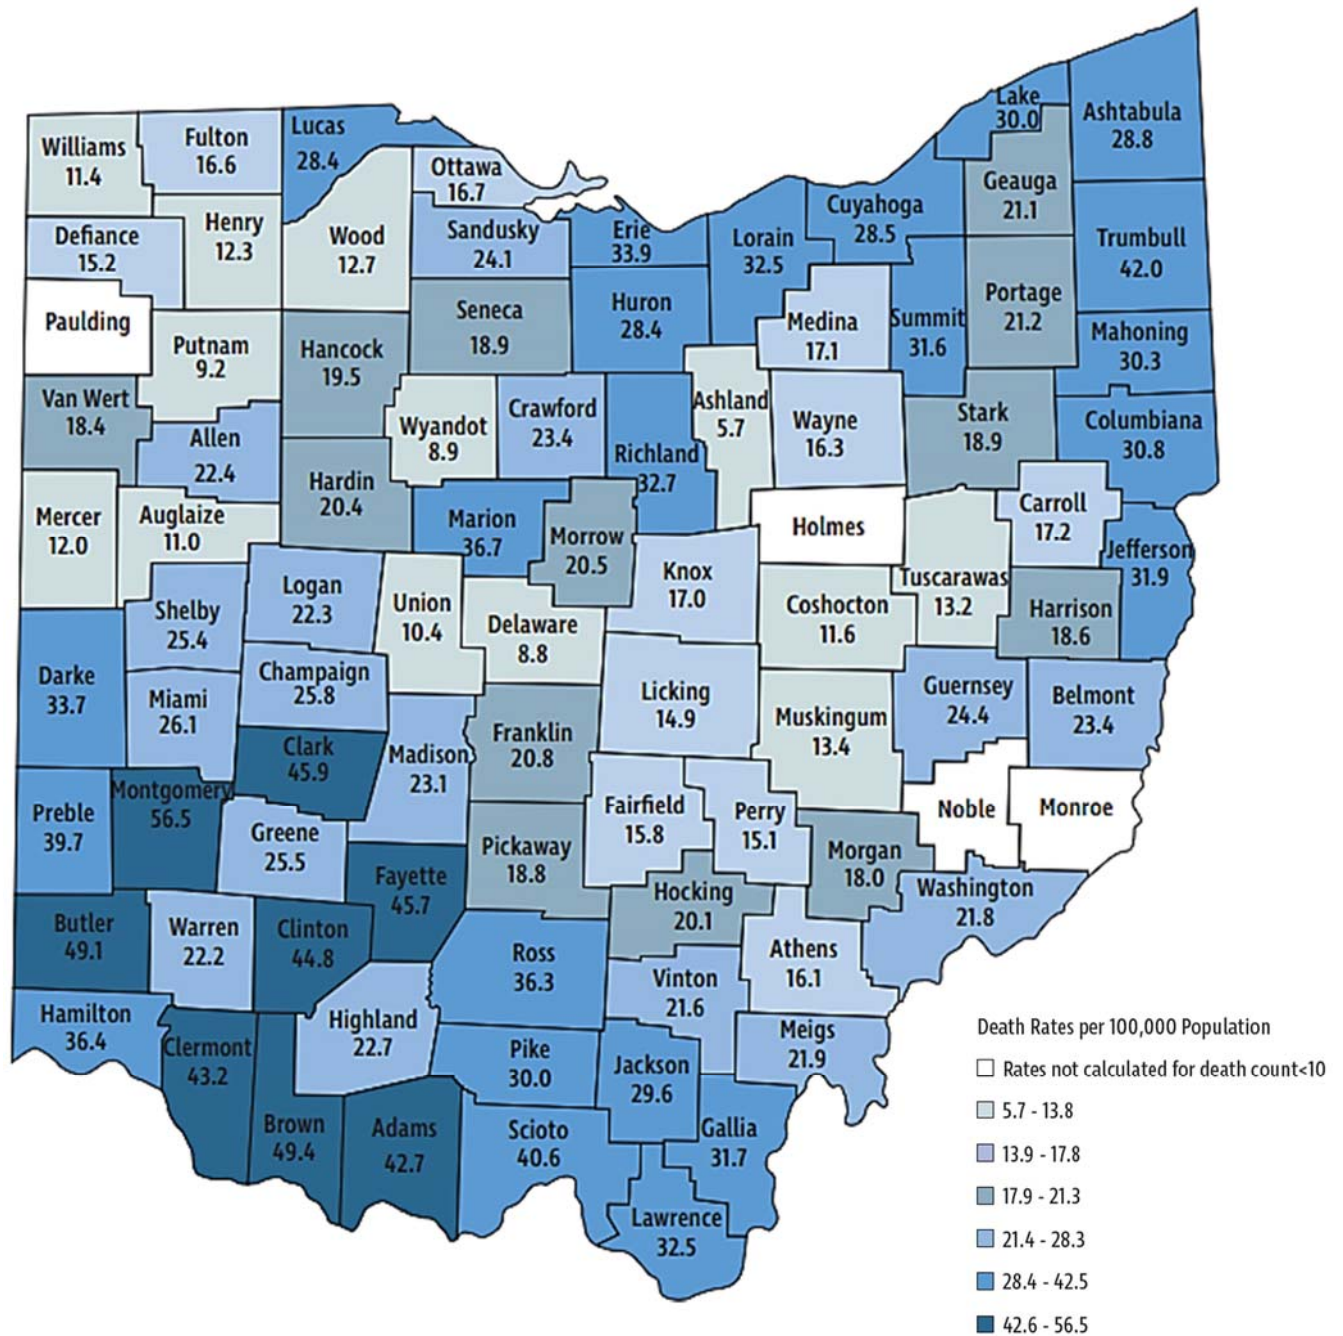 Lake
30.0
Ashtabula
28.8
Williams
11.4
Fulton
16.6
Lucas
28.4
Ottawa
16.7
Geauga
21.1
Defiance
15.2
Henry
12.3
Wood
12.7
Sandusky
24.1
Erie
33.9
Lorain
32.5
Cuyahoga
28.5
Trumbull
42.0
Paulding
Putnam
9.2
Hancock
19.5
Seneca
18.9
Huron
28.4
Medina
17.1
Summit
31.6
Portage
21.2
Mahoning
30.3
Van Wert
18.4
Allen
22.4
Wyandot
8.9
Crawford
23.4
Richland
32.7
Ashland
5.7
Wayne
16.3
Stark
18.9
Columbiana
30.8
Mercer
12.0
Auglaize
11.0
Hardin
20.4
Marion
36.7
Morrow
20.5
Holmes
Carroll
17.2
Jefferson
31.9
Shelby
25.4
Logan
22.3
Union
10.4
Delaware
8.8
Knox
17.0
Coshocton
11.6
Tuscarawas
13.2
Harrison
18.6
Darke
33.7
Miami
26.1
Champaign
25.8
Licking
14.9
Muskingum
13.4
Guernsey
24.4
Belmont
23.4
Clark
45.9
Madison
23.1
Franklin
20.8
Preble
39.7
Montgomery
56.5
Greene
25.5
Fairfield
15.8
Perry
15.1
Noble
Monroe
Fayette
45.7
Pickaway
18.8
Hocking
20.1
Morgan
18.0
Washington
21.8
Butler
49.1
Warren
22.2
Clinton
44.8
Ross
36.3
Vinton
21.6
Athens
16.1
Hamilton
36.4
Clermont
43.2
Highland
22.7
Pike
30.0
Jackson
29.6
Meigs
21.9
Brown
49.4
Adams
42.7
Scioto
40.6
Gallia
31.7
Lawrence
32.5
Death Rates per 100,000 Population
Rates not calculated for death count<10
5.7 - 13.8
13.9 - 17.8
17.9 - 21.3
21.4 - 28.3
28.4 - 42.5
42.6 - 56.5